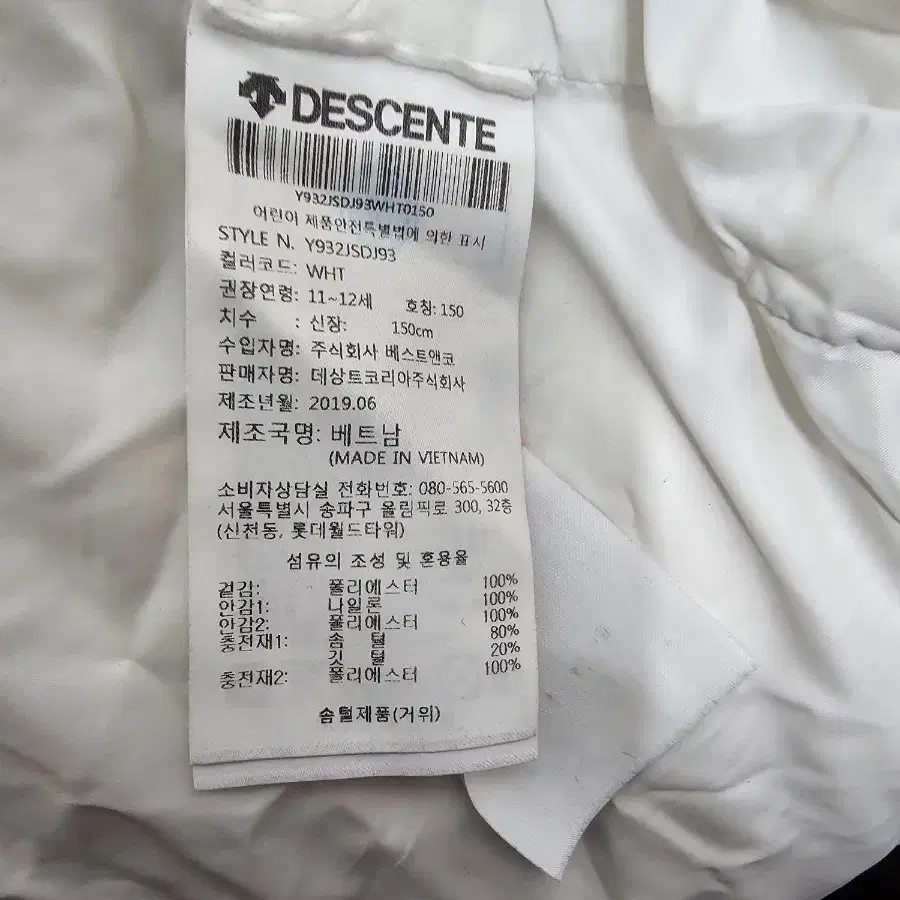 DESCENTE
Y932JSDJ93WHT0150
어린이 제품안전특별법에 의한 표시
STYLE N. Y932JSDJ93
컬러코드: WHT
권장연령: 11~12세 호칭: 150
치수 : 신장: 150cm
수입자명: 주식회사 베스트앤코
판매자명: 데상트코리아주식회사
제조년월: 2019.06
제조국명: 베트남
(MADE IN VIETNAM)
소비자상담실 전화번호: 080-565-5600
서울특별시 송파구 올림픽로 300, 32층
(신천동, 롯데월드타워)
섬유의 조성 및 혼용율
겉감: 폴리에스터 100%
안감1: 나일론 100%
안감2: 폴리에스터 100%
충전재1: 솜 털 80%
깃 털 20%
충전재2: 폴리에스터 100%
솜털제품(거위)